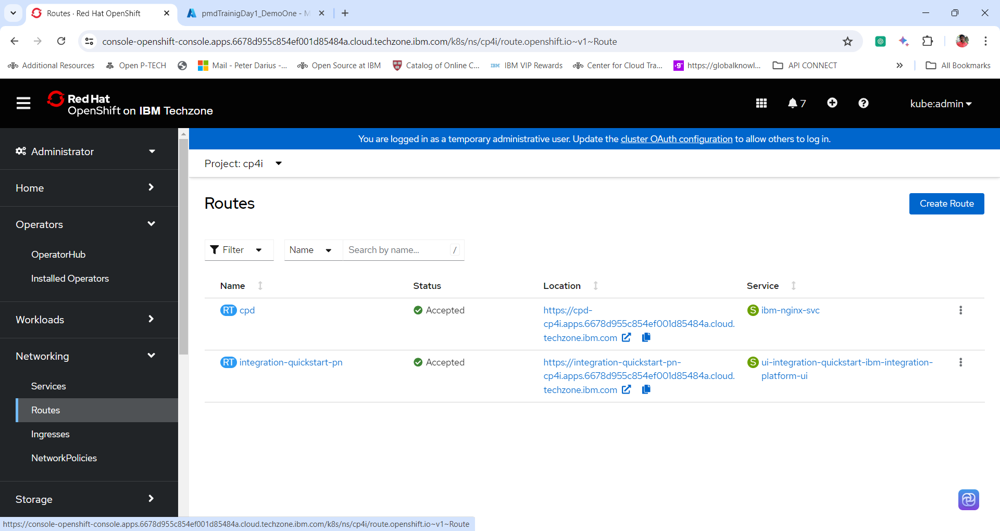 Routes · Red Hat OpenShift
pmdTrainigDay1_DemoOne - M
console-openshift-console.apps.6678d955c854ef001d85484a.cloud.techzone.ibm.com/k8s/ns/cp4i/route.openshift.io~v1~Route
Additional Resources
Open P-TECH
Mail - Peter Darius -...
Open Source at IBM
Catalog of Online C...
IBM
IBM VIP Rewards
Center for Cloud Tra...
.g
https://globalknowl...
API CONNECT
All Bookmarks
Red Hat
OpenShift on IBM Techzone
7
kube:admin
You are logged in as a temporary administrative user. Update the cluster OAuth configuration to allow others to log in.
Administrator
Home
Operators
OperatorHub
Installed Operators
Workloads
Networking
Services
Routes
Ingresses
NetworkPolicies
Storage
Project: cp4i
Routes
Create Route
Filter
Name
Search by name...
/
Name
Status
Location
Service
RT cpd
Accepted
https://cpd-
cp4i.apps.6678d955c854ef001d85484a.cloud.
techzone.ibm.com
S ibm-nginx-svc
RT integration-quickstart-pn
Accepted
https://integration-quickstart-pn-
cp4i.apps.6678d955c854ef001d85484a.cloud.
techzone.ibm.com
S ui-integration-quickstart-ibm-integration-
platform-ui
https://console-openshift-console.apps.6678d955c854ef001d85484a.cloud.techzone.ibm.com/k8s/ns/cp4i/route.openshift.io~v1~Route